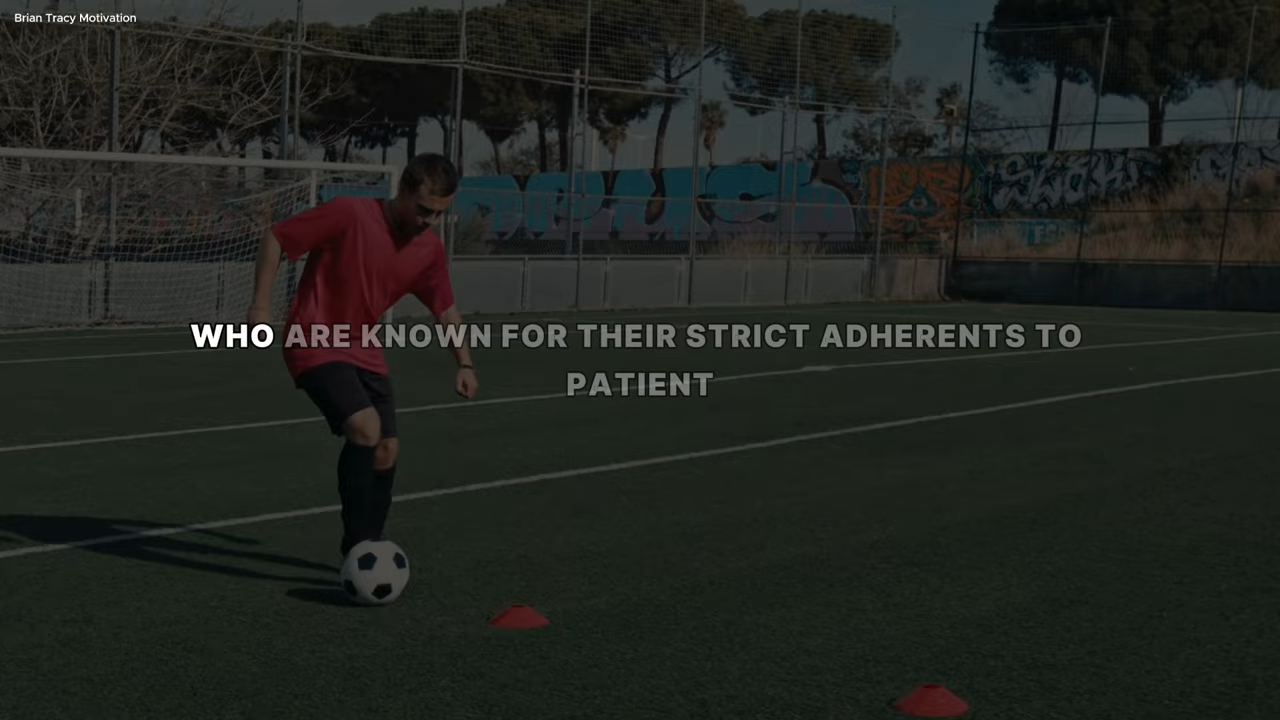 Brian Tracy Motivation
WHO ARE KNOWN FOR THEIR STRICT ADHERENTS TO
PATIENT